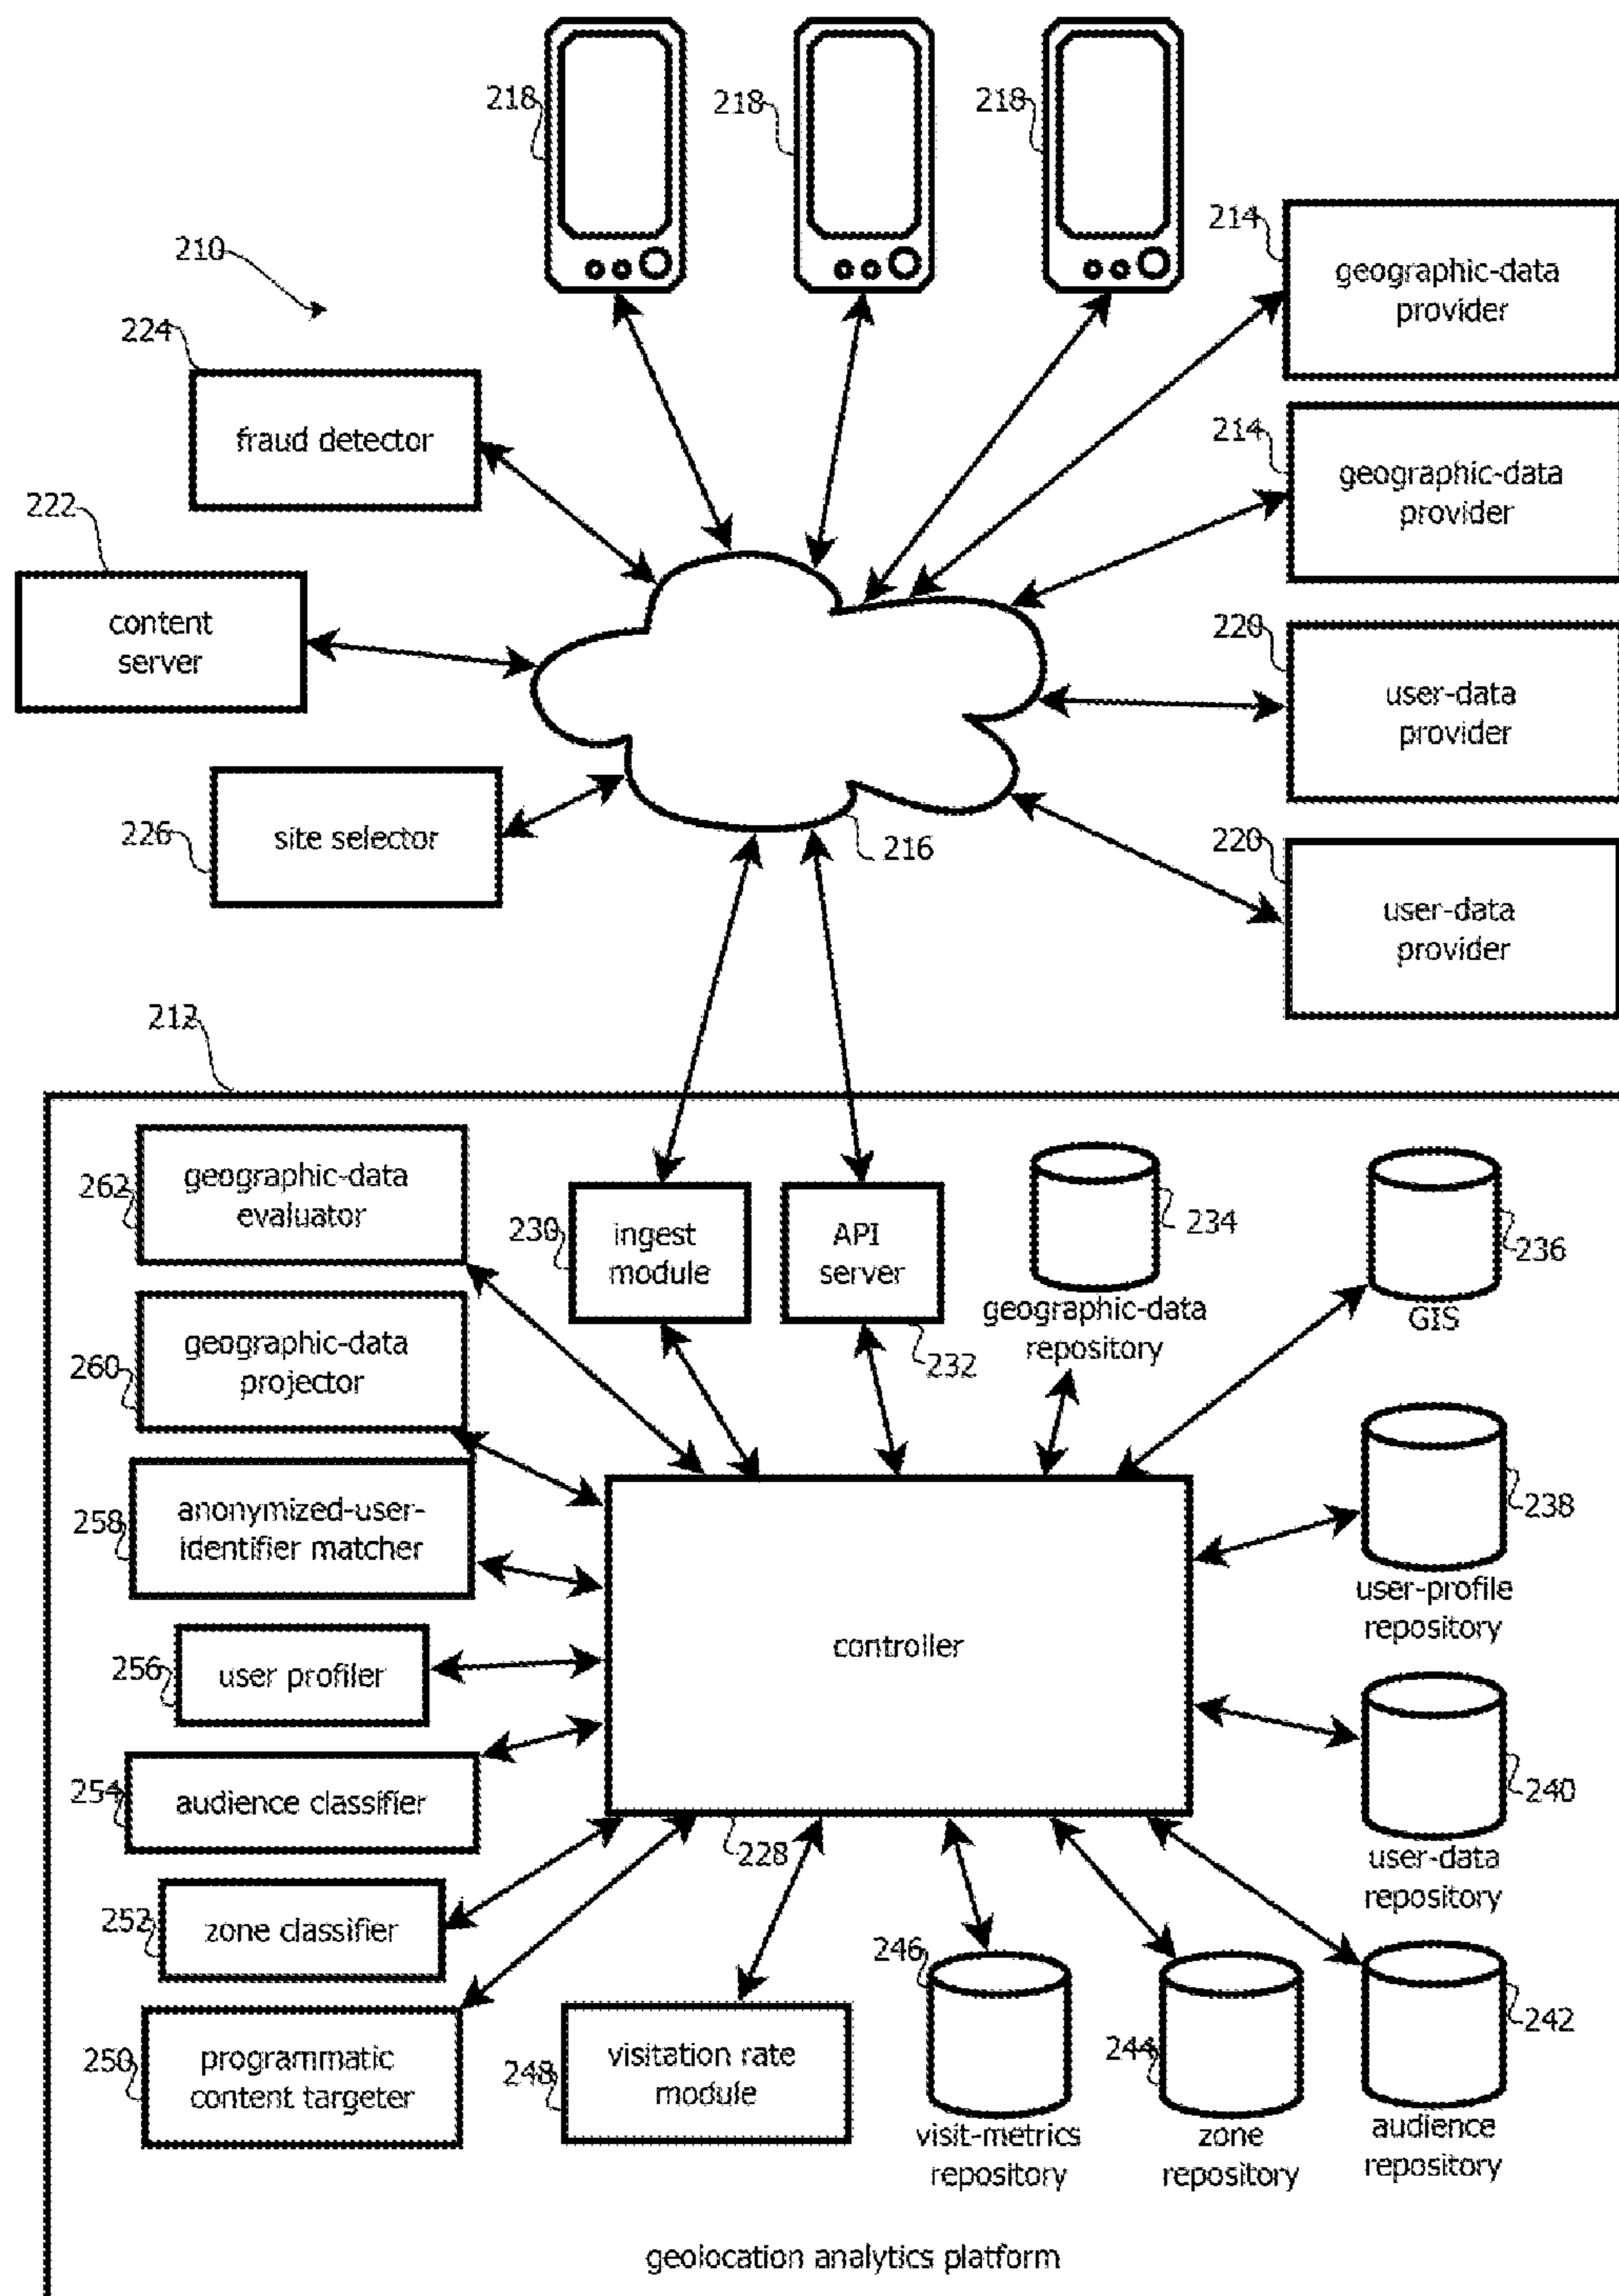 218
218
218
210
214
geographic-data
provider
224
fraud detector
214
geographic-data
provider
222
content
server
220
user-data
provider
226
site selector
216
220
user-data
provider
212
262
geographic-data
evaluator
230
ingest
module
API
server
232
234
geographic-data
repository
236
GIS
260
geographic-data
projector
258
anonymized-user-
identifier matcher
238
user-profile
repository
controller
228
256
user profiler
254
audience classifier
240
user-data
repository
252
zone classifier
250
programmatic
content targeter
248
visitation rate
module
246
visit-metrics
repository
244
zone
repository
242
audience
repository
geolocation analytics platform